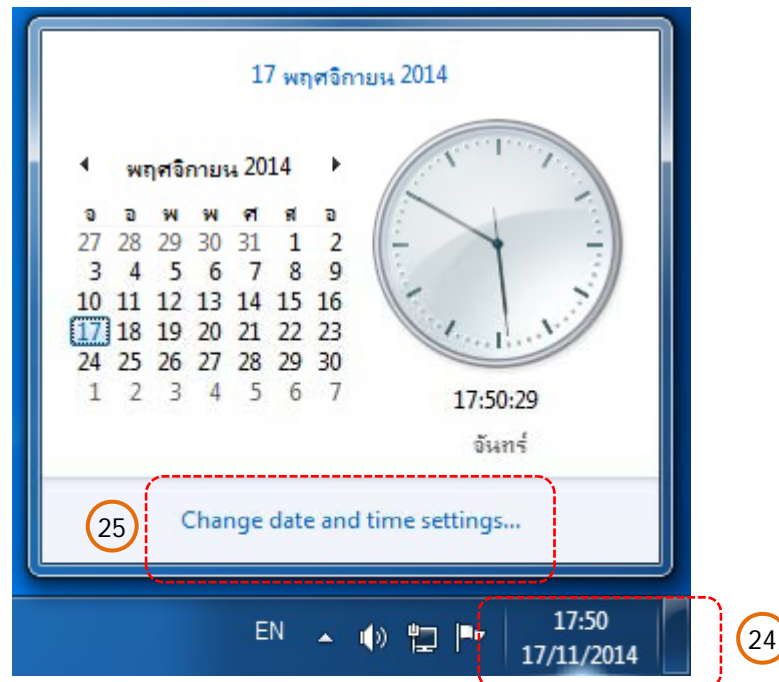 17 พฤศจิกายน 2014
พฤศจิกายน 2014
จ อ พ พ ศ ส อ
27 28 29 30 31 1 2
3 4 5 6 7 8 9
10 11 12 13 14 15 16
17 18 19 20 21 22 23
24 25 26 27 28 29 30
1 2 3 4 5 6 7
17:50:29
จันทร์
25
Change date and time settings...
EN
17:50
17/11/2014
24